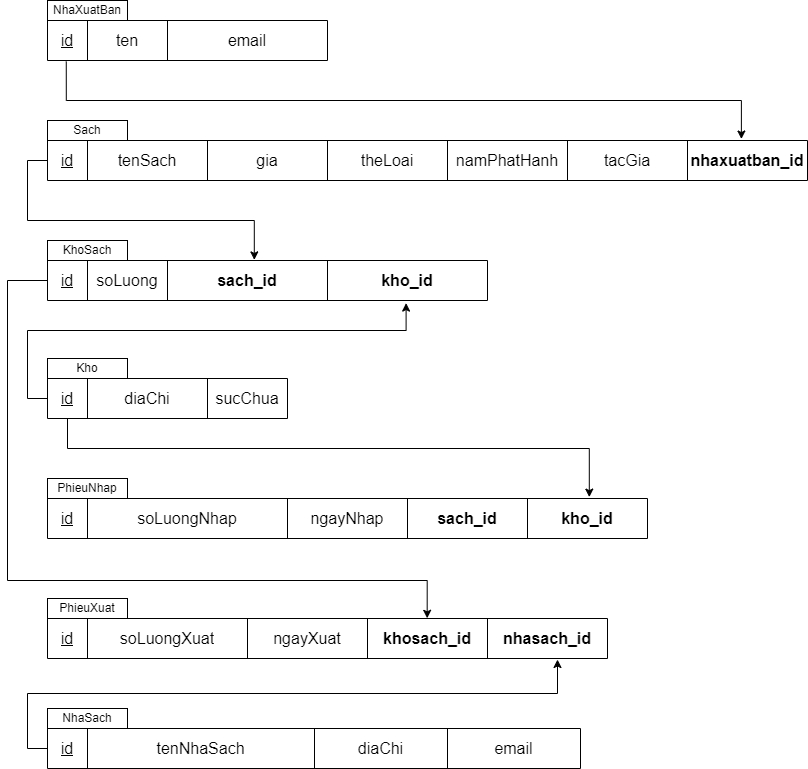 NhaXuatBan
id ten email
Sach
id tenSach gia theLoai namPhatHanh tacGia nhaxuatban_id
KhoSach
id soLuong sach_id kho_id
Kho
id diaChi sucChua
PhieuNhap
id soLuongNhap ngayNhap sach_id kho_id
PhieuXuat
id soLuongXuat ngayXuat khosach_id nhasach_id
NhaSach
id tenNhaSach diaChi email